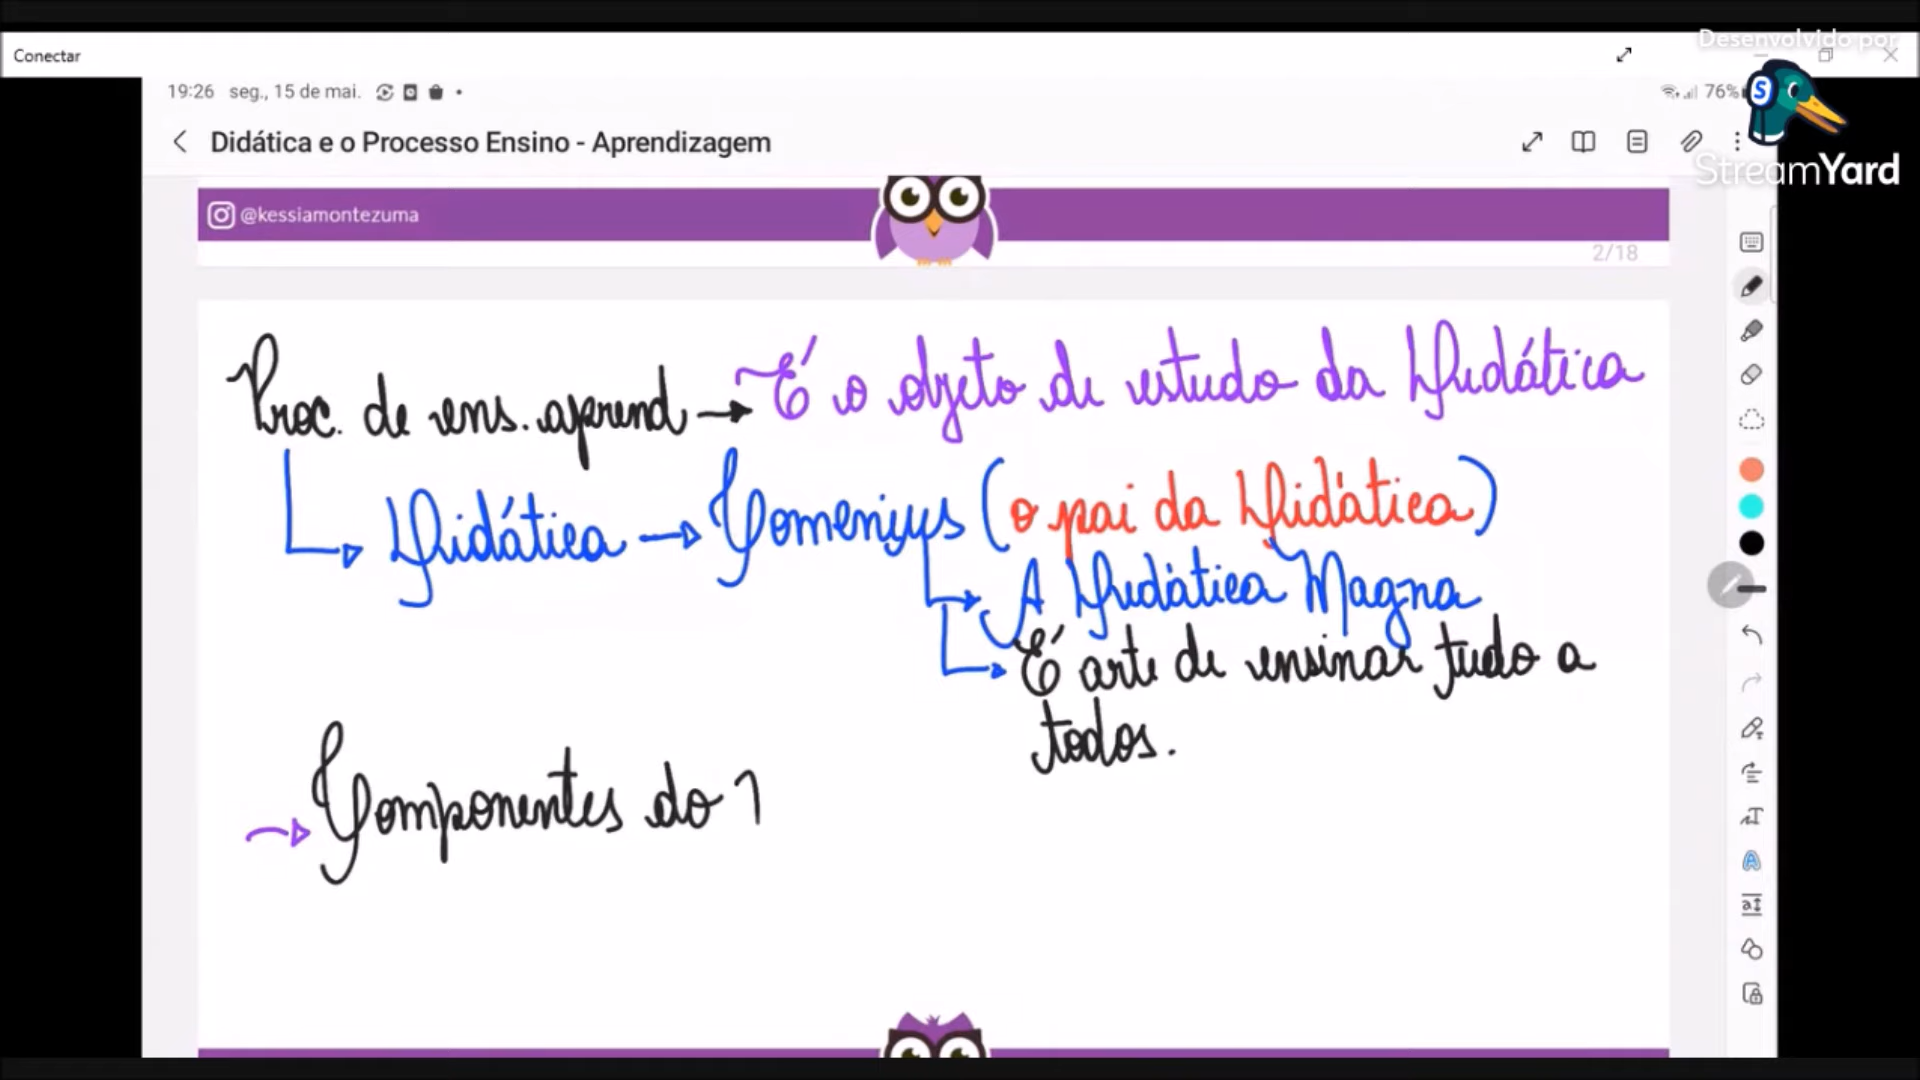 Desenvolvido por
Conectar
StreamYard
19:26 seg., 15 de mai.
76%
Didática e o Processo Ensino - Aprendizagem
@kessiamontezuma
2/18
Proc. de ens. aprend → É o objeto de estudo da Didática
Didática → Comenius (o pai da Didática)
A Didática Magna
É arte de ensinar tudo a
todos.
→ Componentes do